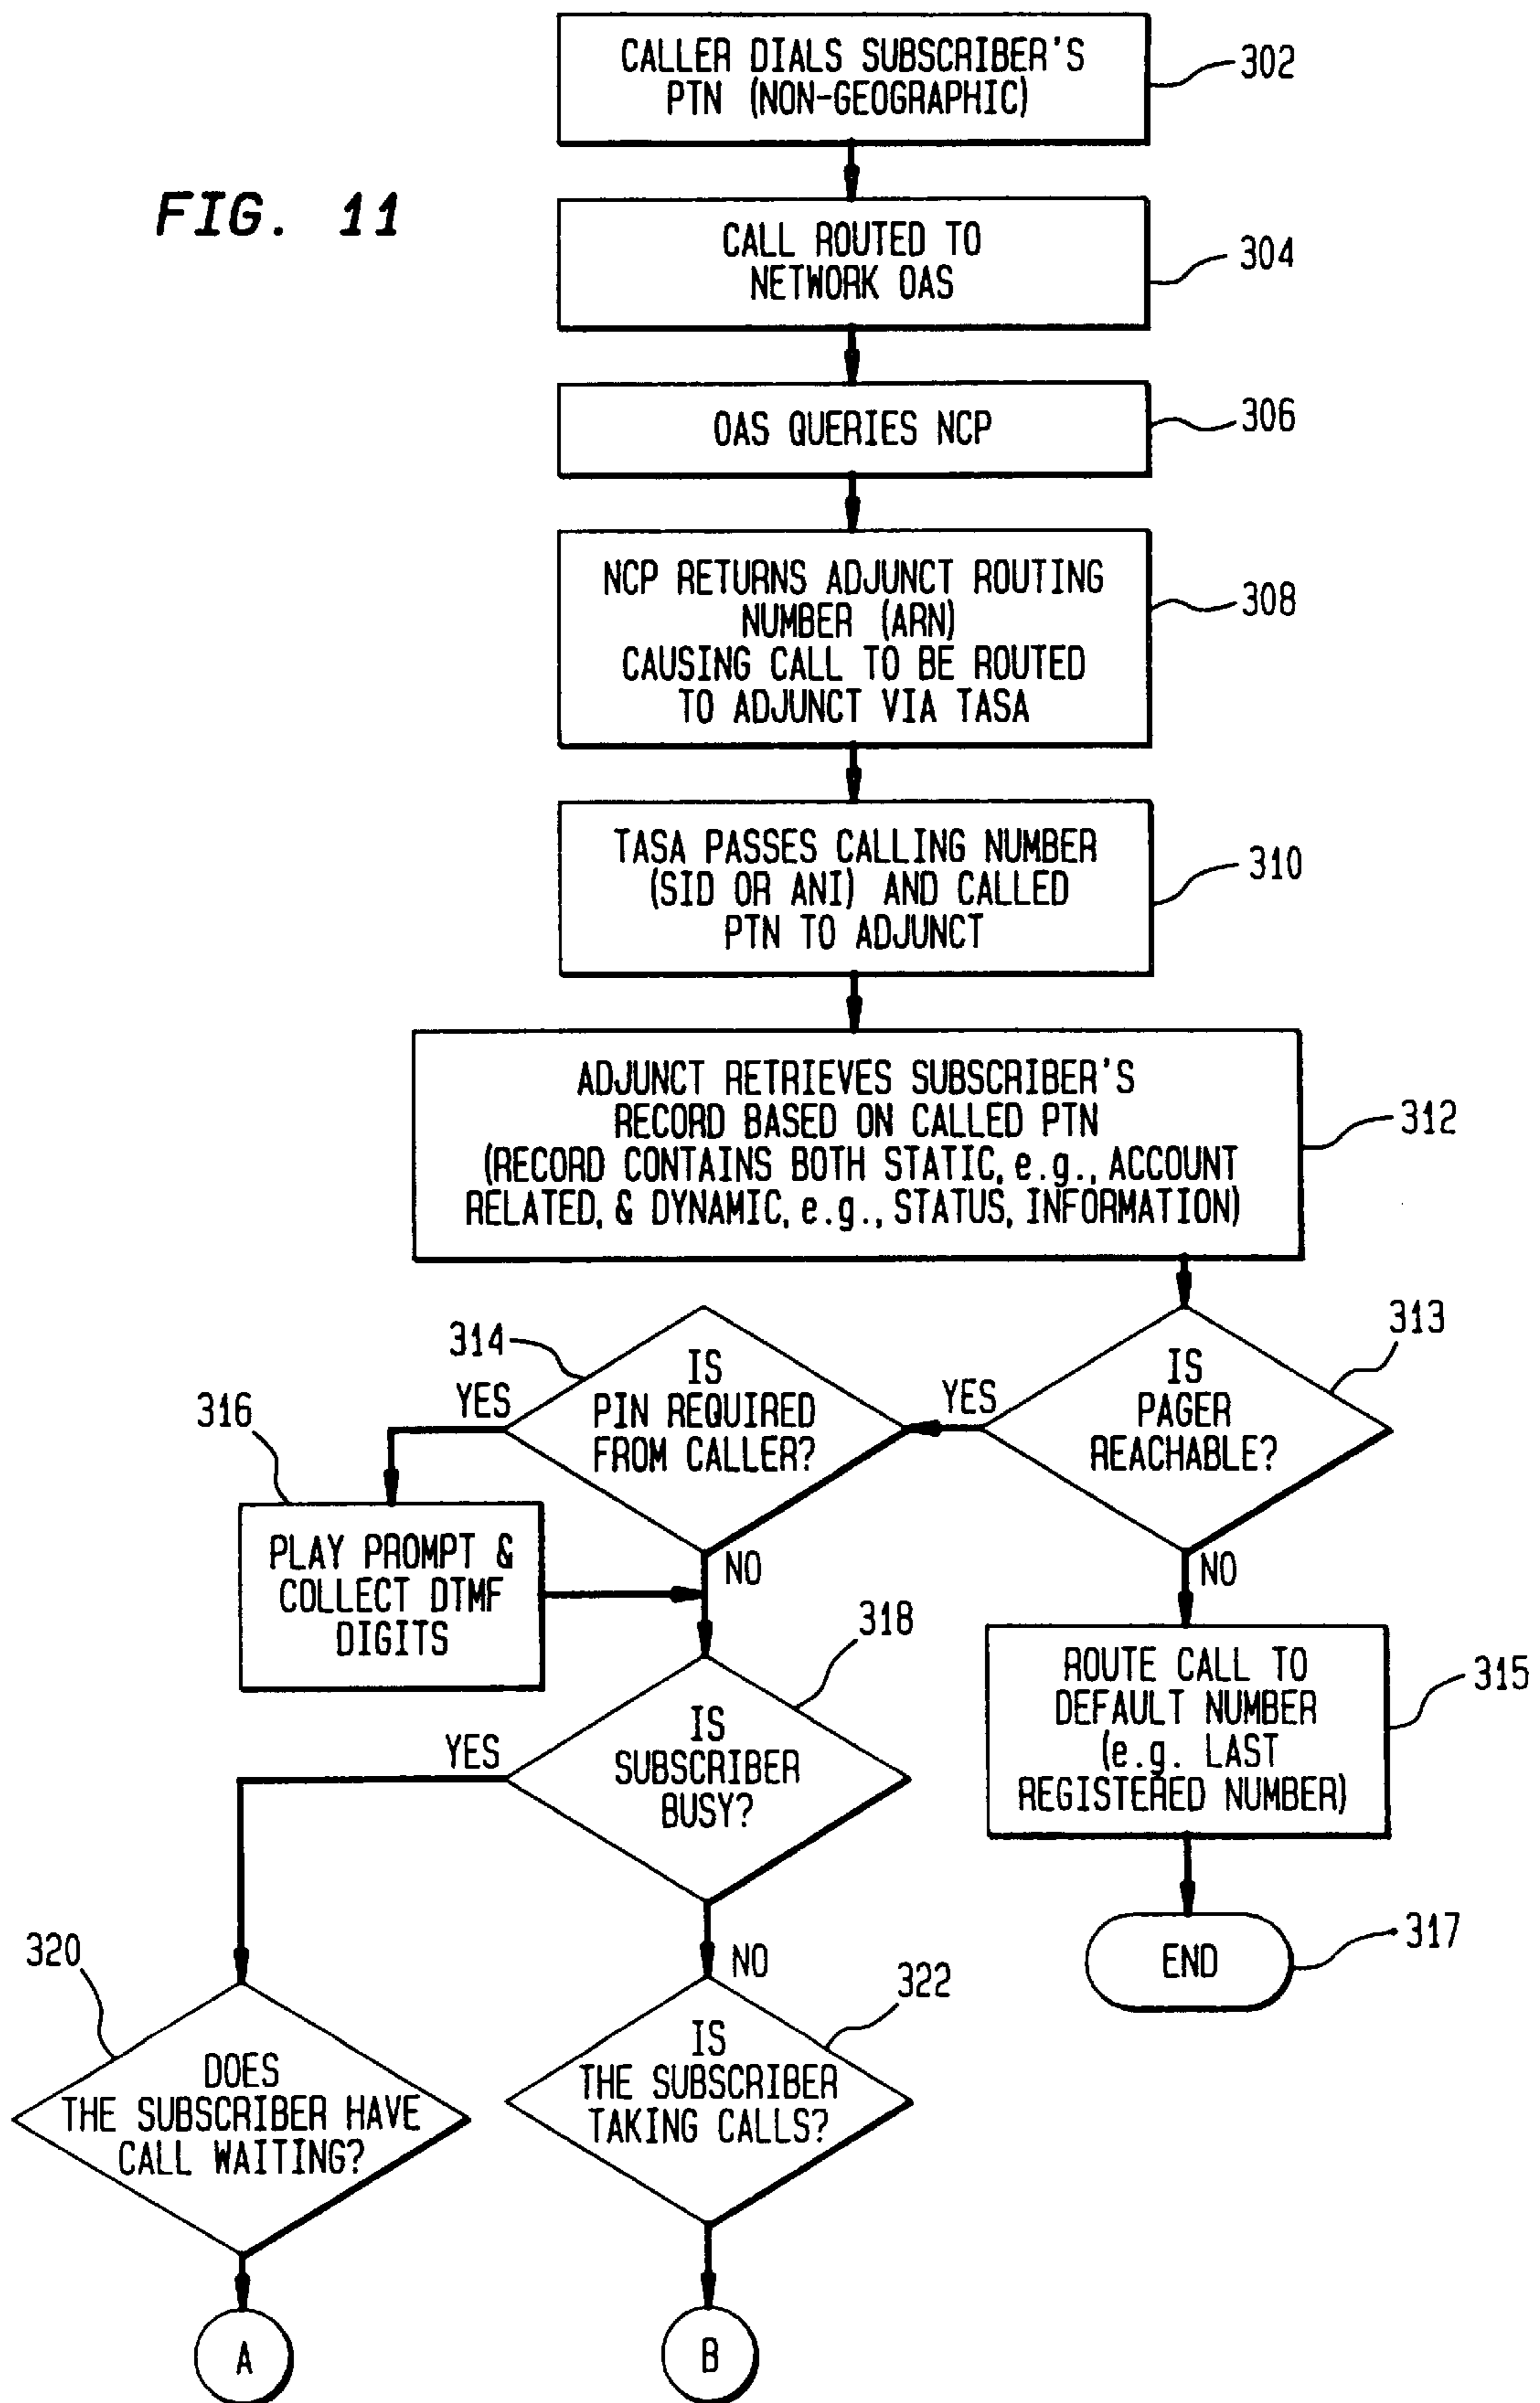 CALLER DIALS SUBSCRIBER'S
PTN (NON-GEOGRAPHIC)
302
FIG. 11
CALL ROUTED TO
NETWORK OAS
304
OAS QUERIES NCP
306
NCP RETURNS ADJUNCT ROUTING
NUMBER (ARN)
CAUSING CALL TO BE ROUTED
TO ADJUNCT VIA TASA
308
TASA PASSES CALLING NUMBER
(SID OR ANI) AND CALLED
PTN TO ADJUNCT
310
ADJUNCT RETRIEVES SUBSCRIBER'S
RECORD BASED ON CALLED PTN
(RECORD CONTAINS BOTH STATIC, e.g., ACCOUNT
RELATED, & DYNAMIC, e.g., STATUS, INFORMATION)
312
313
IS
PAGER
REACHABLE?
YES
NO
314
IS
PIN REQUIRED
FROM CALLER?
YES
NO
316
PLAY PROMPT &
COLLECT DTMF
DIGITS
ROUTE CALL TO
DEFAULT NUMBER
(e.g. LAST
REGISTERED NUMBER)
315
END
317
318
IS
SUBSCRIBER
BUSY?
YES
NO
320
DOES
THE SUBSCRIBER HAVE
CALL WAITING?
322
IS
THE SUBSCRIBER
TAKING CALLS?
A
B